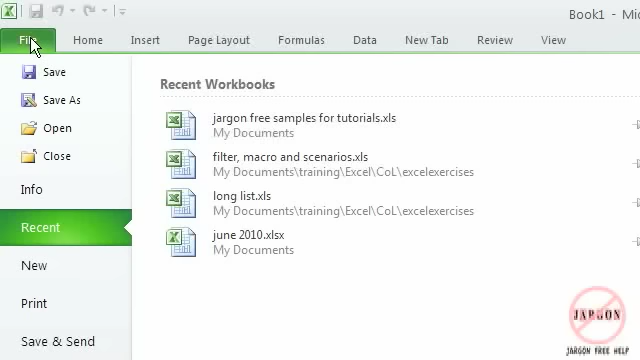 Book1 - Mic
File
Home
Insert
Page Layout
Formulas
Data
New Tab
Review
View
Save
Save As
Open
Close
Info
Recent
New
Print
Save & Send
Recent Workbooks
jargon free samples for tutorials.xls
My Documents
filter, macro and scenarios.xls
My Documents\training\Excel\CoL\excelexercises
long list.xls
My Documents\training\Excel\CoL\excelexercises
june 2010.xlsx
My Documents
JARGON
JARGON FREE HELP